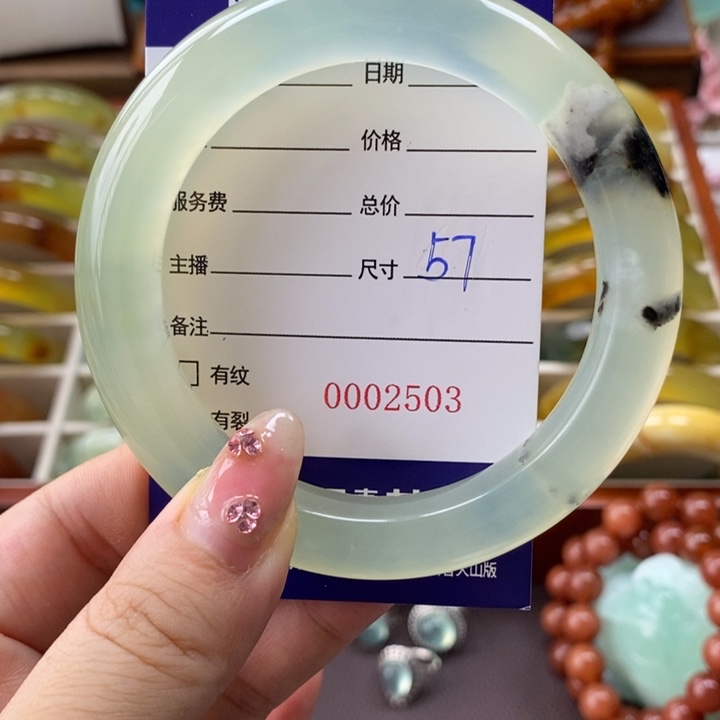 日期
价格
服务费 总价
主播 尺寸 57
备注
有纹
0002503
有裂